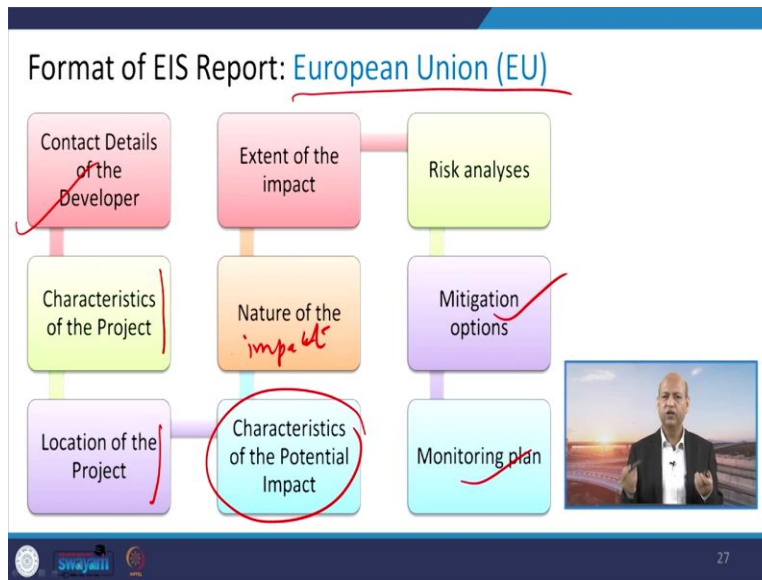 Format of EIS Report: European Union (EU)
Contact Details
of the
Developer
Characteristics
of the Project
Location of the
Project
Characteristics
of the Potential
Impact
Nature of the
impact
Extent of the
impact
Risk analyses
Mitigation
options
Monitoring plan
swayam
27